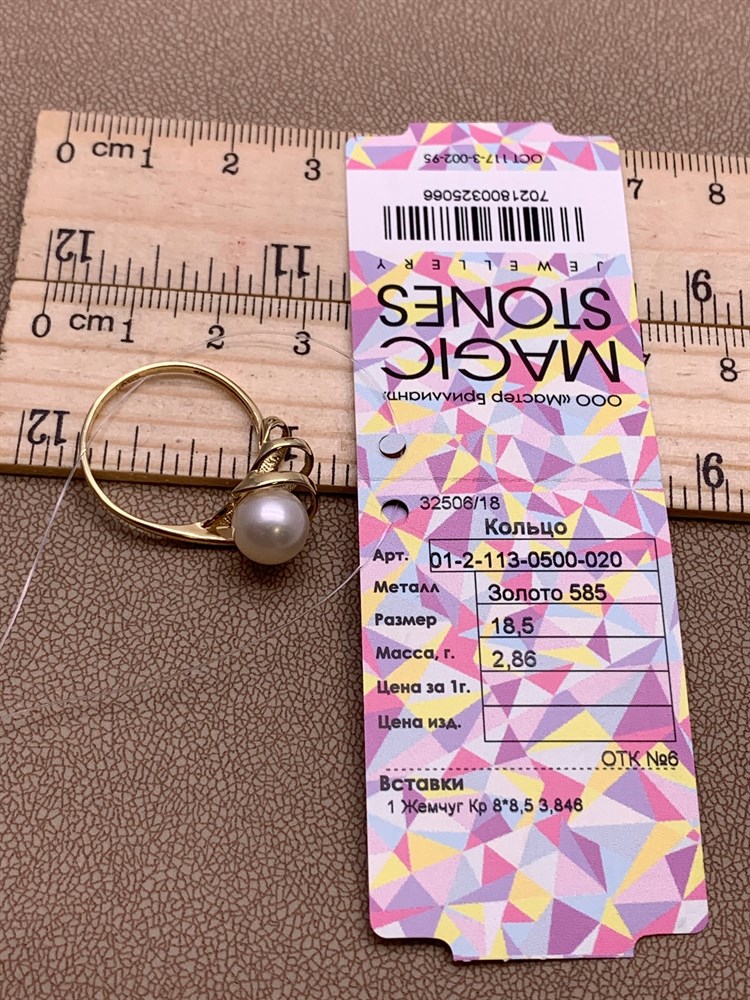 0 cm 1 2 3 7 8
12 11 6
0 cm 1 2 3 8
12 6
ОСТ 117-3-002-95
7021800325066
JEWELLERY
STONES
MAGIC
ООО «Мастер Бриллиант»
32506/18
Кольцо
Арт. 01-2-113-0500-020
Металл Золото 585
Размер 18,5
Масса, г. 2,86
Цена за 1г.
Цена изд.
ОТК №6
Вставки
1 Жемчуг Кр 8*8,5 3,846